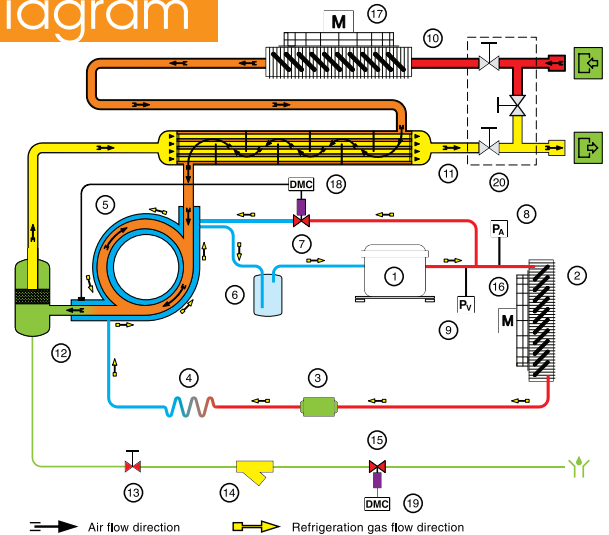 iagram
M
17
10
11
20
DMC
18
5
7
8
PA
6
1
9
PV
16
M
2
12
4
3
13
14
15
DMC
19
Air flow direction
Refrigeration gas flow direction